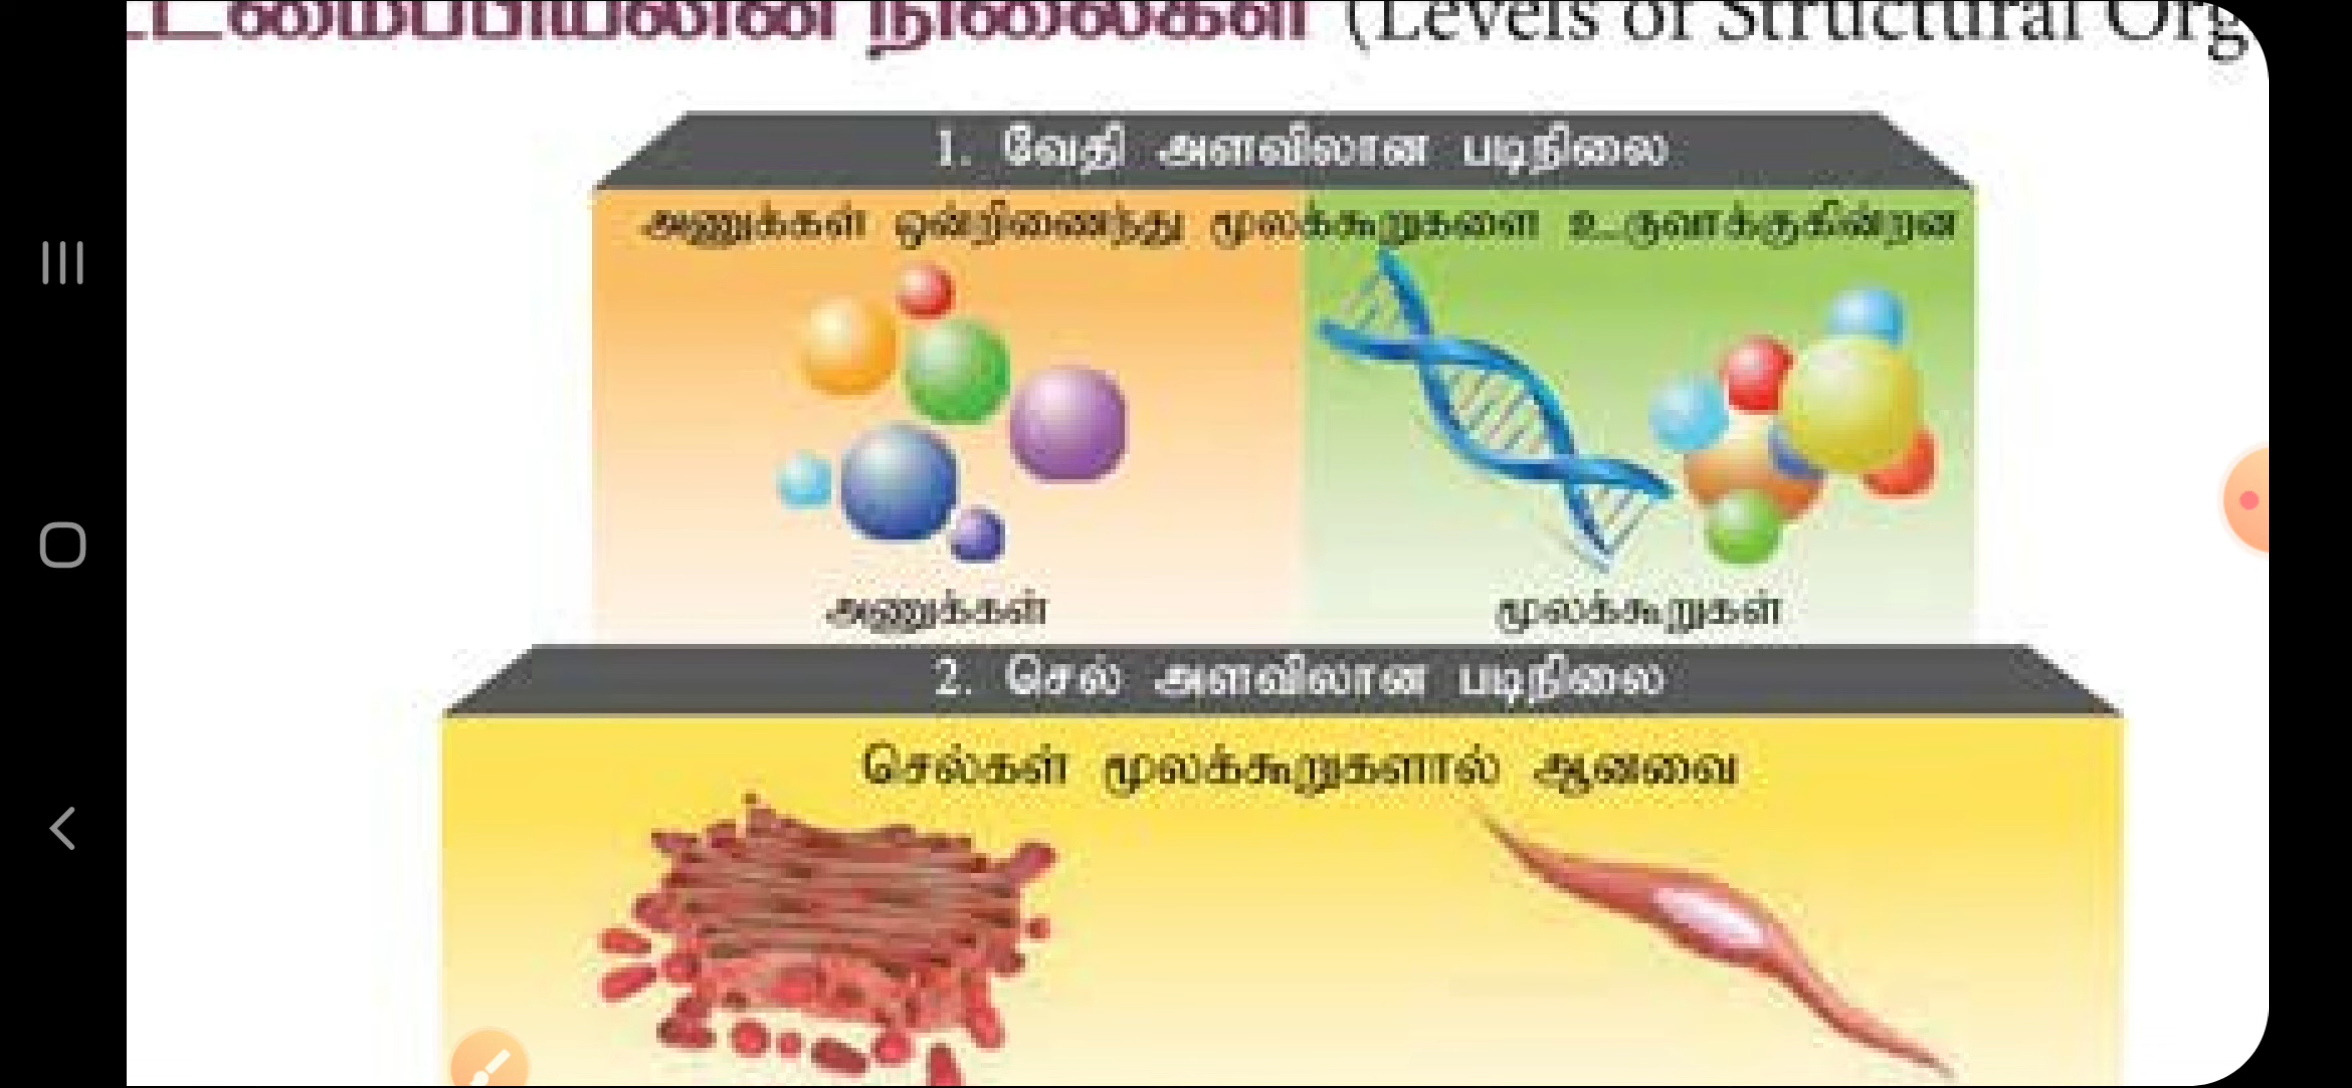 நிலைகள் (Levels of Structural Org
1. வேதி அளவிலான படிநிலை
அணுக்கள் ஒன்றிணைந்து மூலக்கூறுகளை உருவாக்குகின்றன
அணுக்கள்
மூலக்கூறுகள்
2. செல் அளவிலான படிநிலை
செல்கள் மூலக்கூறுகளால் ஆனவை